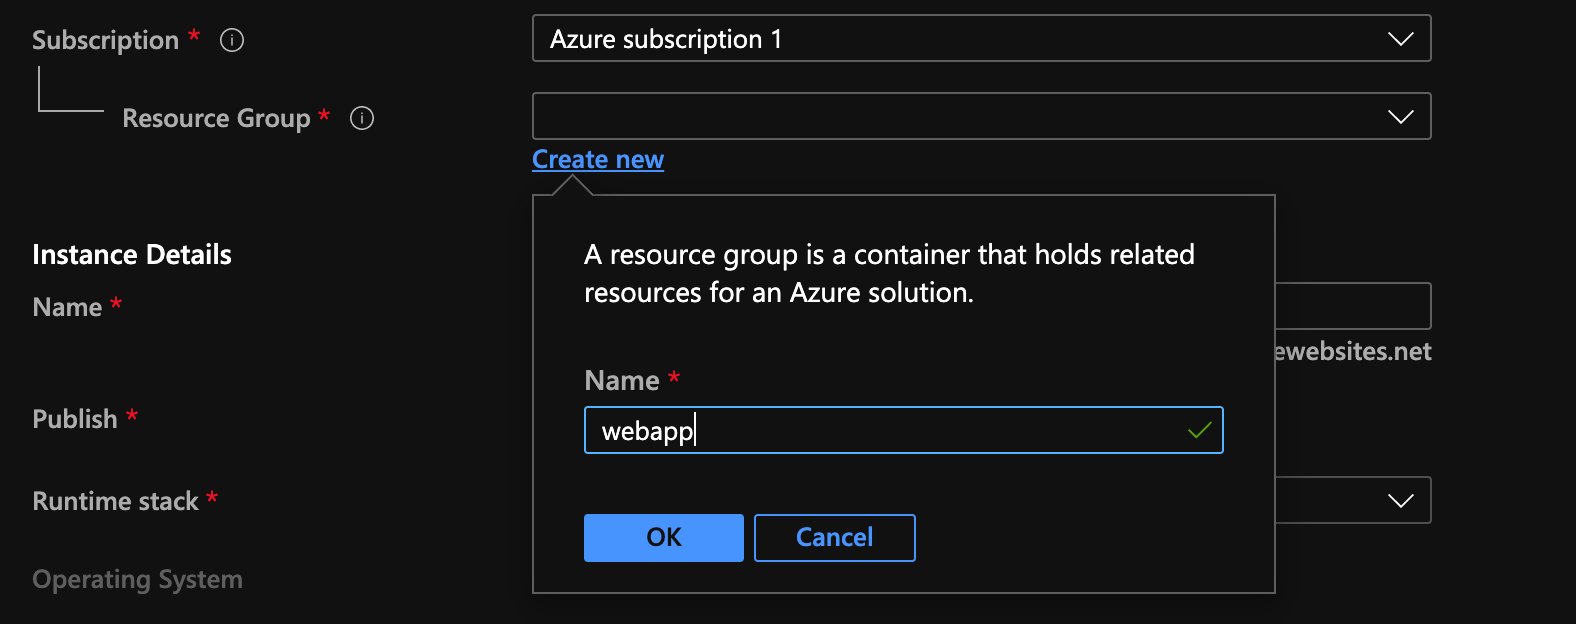 Subscription *
Azure subscription 1
Resource Group *
Create new
A resource group is a container that holds related
resources for an Azure solution.
Instance Details
Name *
ewebsites.net
Name *
webapp
Publish *
Runtime stack *
OK
Cancel
Operating System